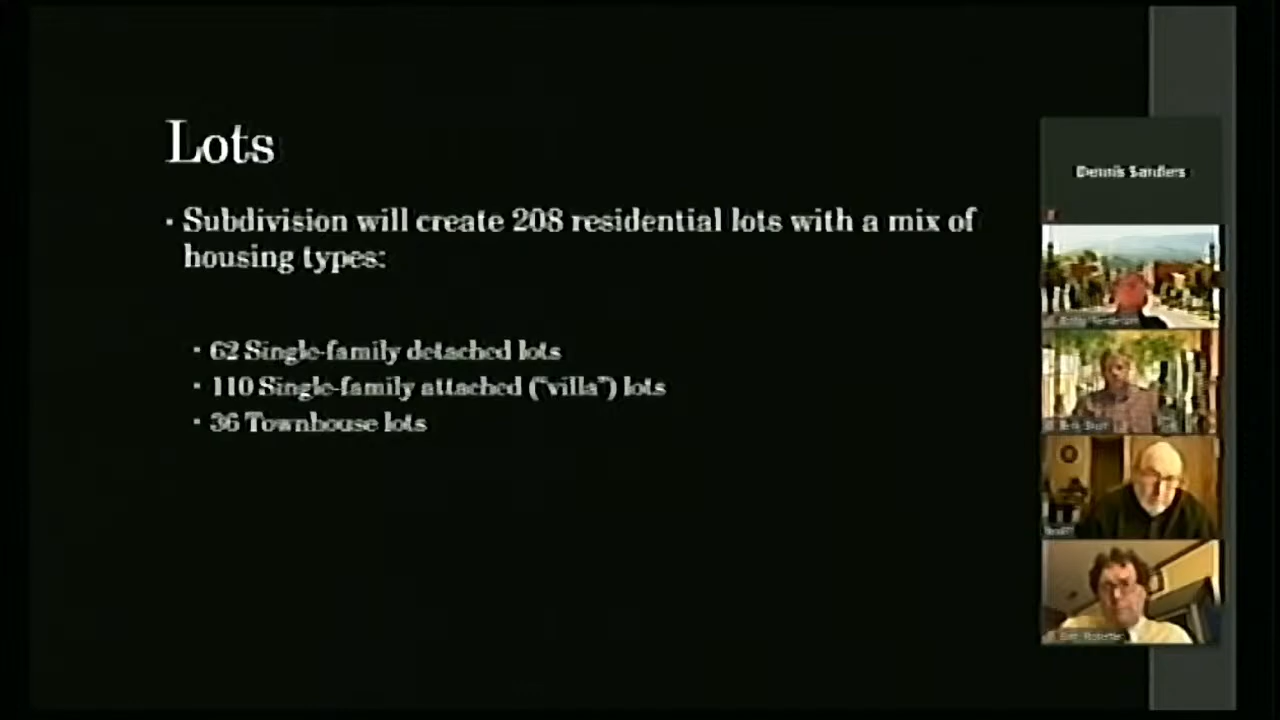 Lots
▪ Subdivision will create 208 residential lots with a mix of
housing types:
▪ 62 Single-family detached lots
▪ 110 Single-family attached ("villa") lots
▪ 36 Townhouse lots
Dennis Sanders